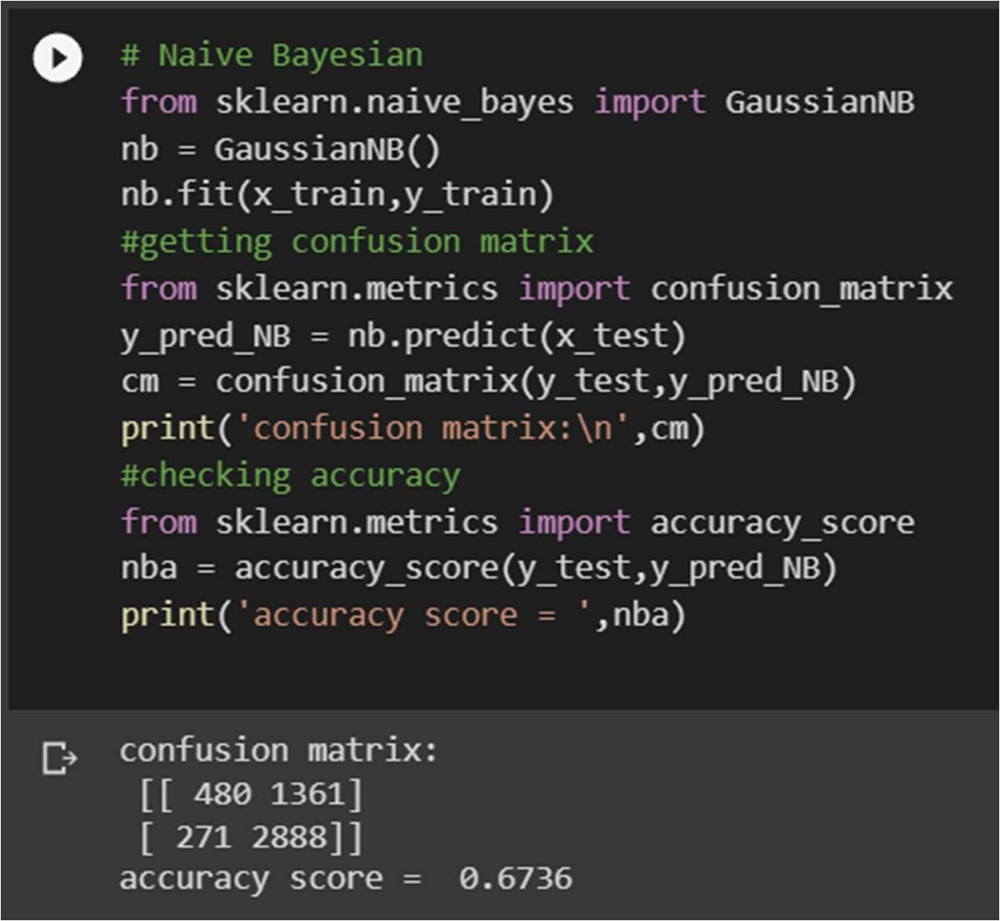 # Naive Bayesian
from sklearn.naive_bayes import GaussianNB
nb = GaussianNB()
nb.fit(x_train,y_train)
#getting confusion matrix
from sklearn.metrics import confusion_matrix
y_pred_NB = nb.predict(x_test)
cm = confusion_matrix(y_test,y_pred_NB)
print('confusion matrix:\n',cm)
#checking accuracy
from sklearn.metrics import accuracy_score
nba = accuracy_score(y_test,y_pred_NB)
print('accuracy score = ',nba)
confusion matrix:
 [[ 480 1361]
 [ 271 2888]]
accuracy score =  0.6736